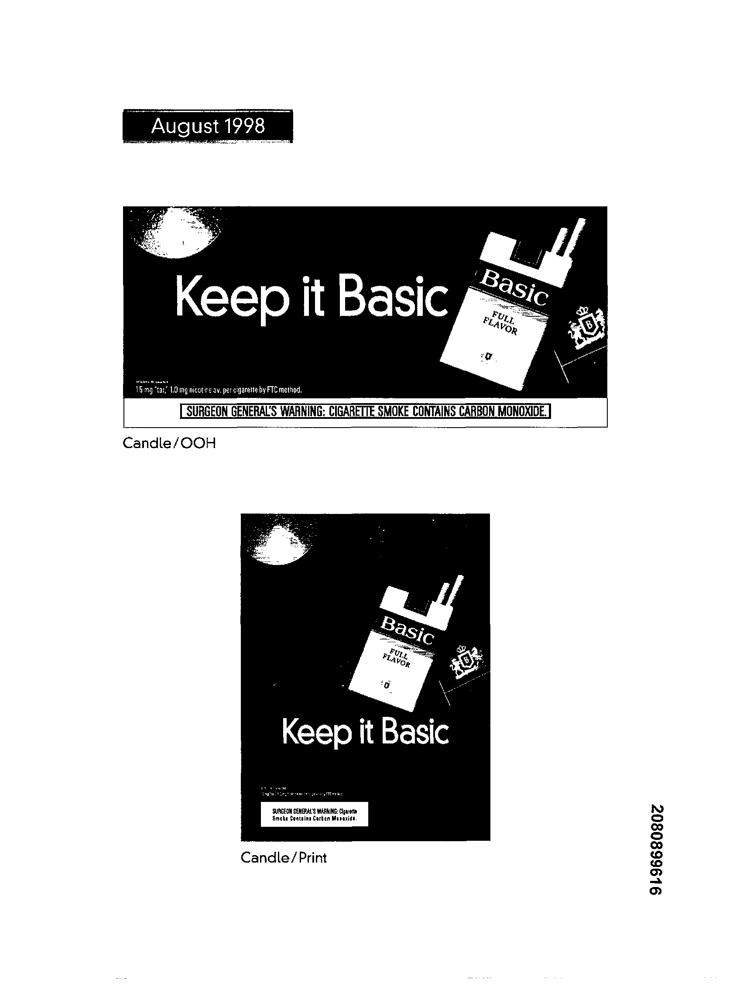 August 1998
Keep it Basic
Basic
FULL
FLAVOR
B
15 mg "tar," 1.0 mg nicotine av. per cigarette by FTC method.
SURGEON GENERAL'S WARNING: CIGARETTE SMOKE CONTAINS CARBON MONOXIDE.
Candle/OOH
Basic
FULL
FLAVOR
B
Keep it Basic
SURGEON GENERAL'S WARNING: Cigarette
Smoke Contains Carbon Monoxide.
Candle/Print
2080899616